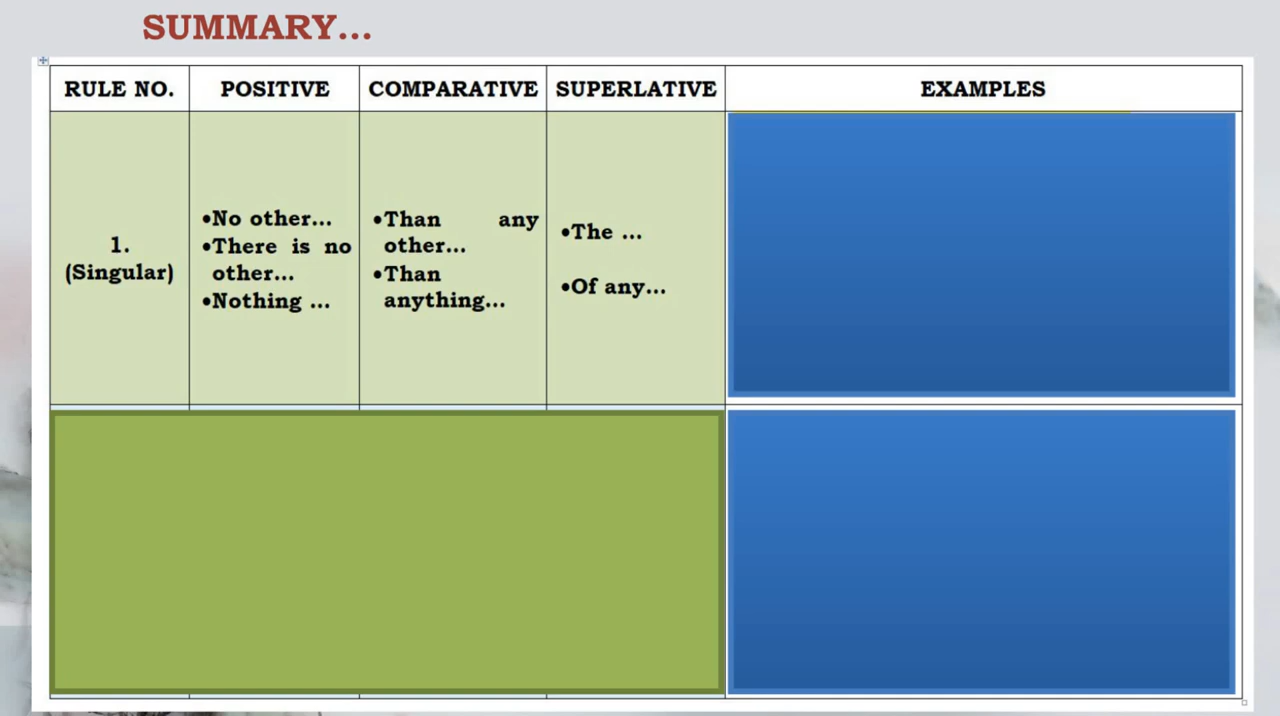 SUMMARY...
RULE NO. POSITIVE COMPARATIVE SUPERLATIVE EXAMPLES
1.
(Singular)
•No other...
•There is no
other...
•Nothing ...
•Than any
other...
•Than
anything...
•The ...
•Of any...